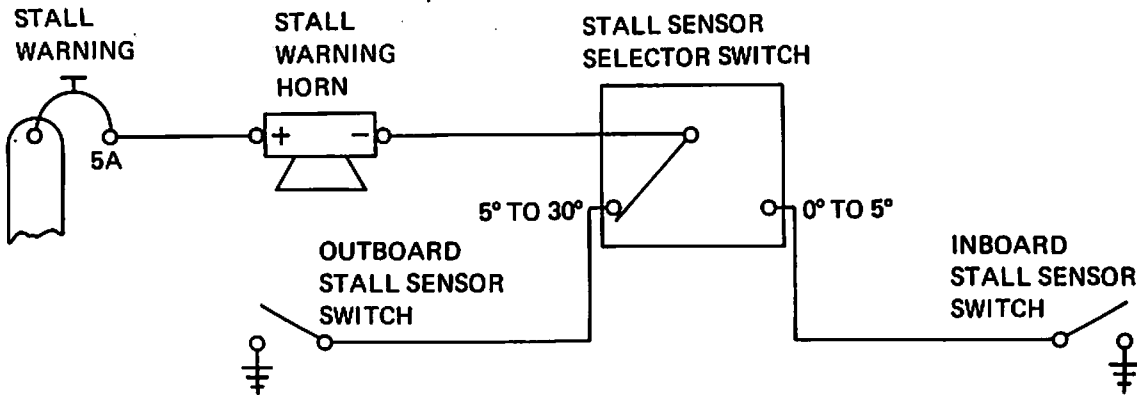 STALL
WARNING
5A
STALL
WARNING
HORN
+ -
STALL SENSOR
SELECTOR SWITCH
5° TO 30°
0° TO 5°
OUTBOARD
STALL SENSOR
SWITCH
INBOARD
STALL SENSOR
SWITCH